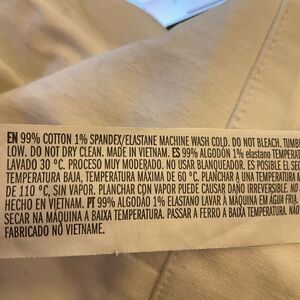 EN 99% COTTON 1% SPANDEX/ELASTANE MACHINE WASH COLD. DO NOT BLEACH. TUMB
LOW. DO NOT DRY CLEAN. MADE IN VIETNAM. ES 99% ALGODÓN 1% elastano TEMPERAT
LAVADO 30 °C. PROCESO MUY MODERADO. NO USAR BLANQUEADOR. ES POSIBLE EL SEC
TEMPERATURA BAJA, TEMPERATURA MÁXIMA DE 60 °C. PLANCHAR A UNA TEMPERATURA M
DE 110 °C, SIN VAPOR. PLANCHAR CON VAPOR PUEDE CAUSAR DAÑO IRREVERSIBLE. NO
HECHO EN VIETNAM. PT 99% ALGODÃO 1% ELASTANO LAVAR À MÁQUINA EM ÁGUA FRIA.
SECAR NA MÁQUINA À BAIXA TEMPERATURA. PASSAR A FERRO A BAIXA TEMPERATURA. NÃO
FABRICADO NO VIETNAME.